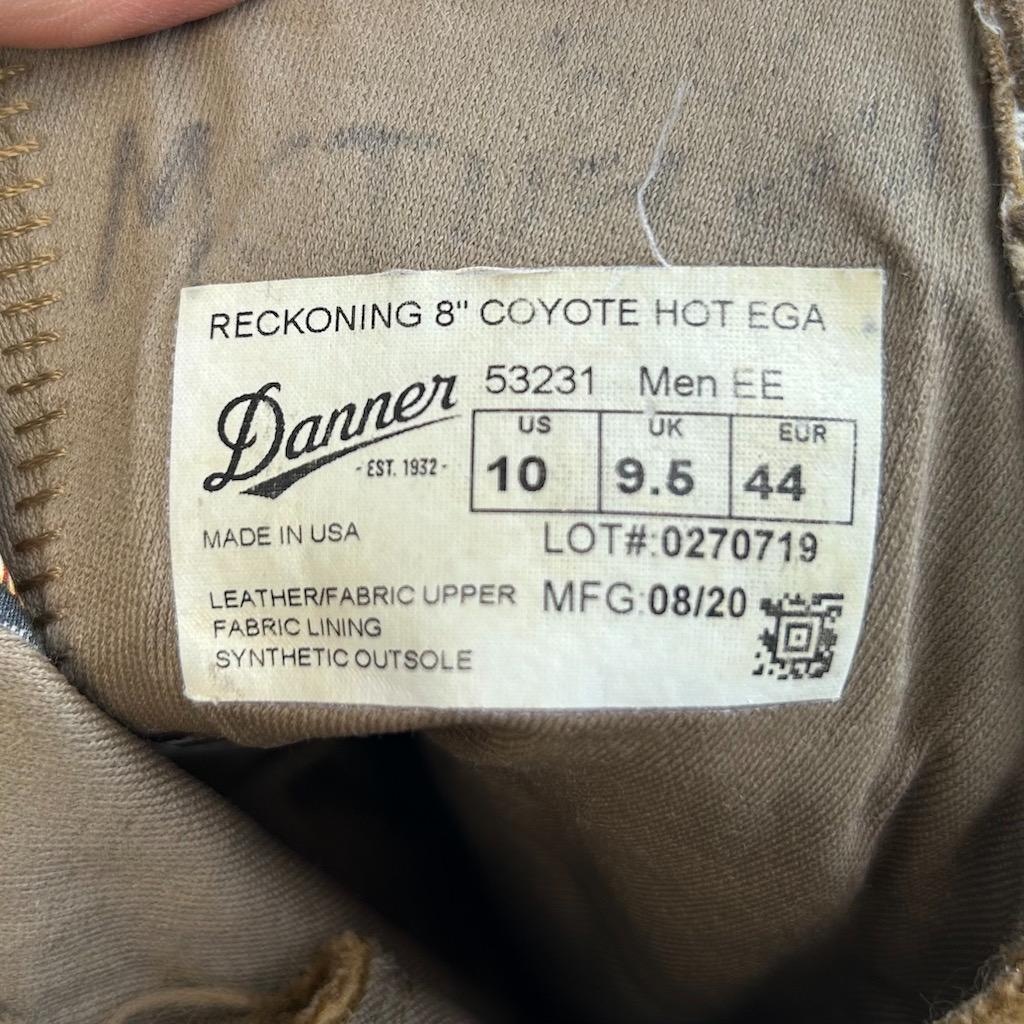 RECKONING 8" COYOTE HOT EGA
Danner
- EST. 1932 -
53231 Men EE
US UK EUR
10 9.5 44
MADE IN USA
LOT#:0270719
LEATHER/FABRIC UPPER
FABRIC LINING
SYNTHETIC OUTSOLE
MFG:08/20